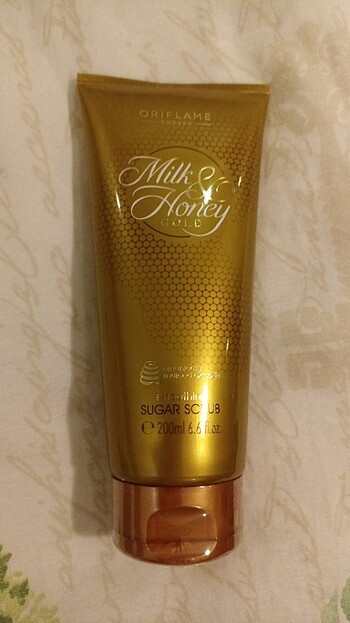 ORIFLAME
SWEDEN
Milk &
Honey
GOLD
SUGAR SCRUB
℮ 200ml 6.6 fl.oz.